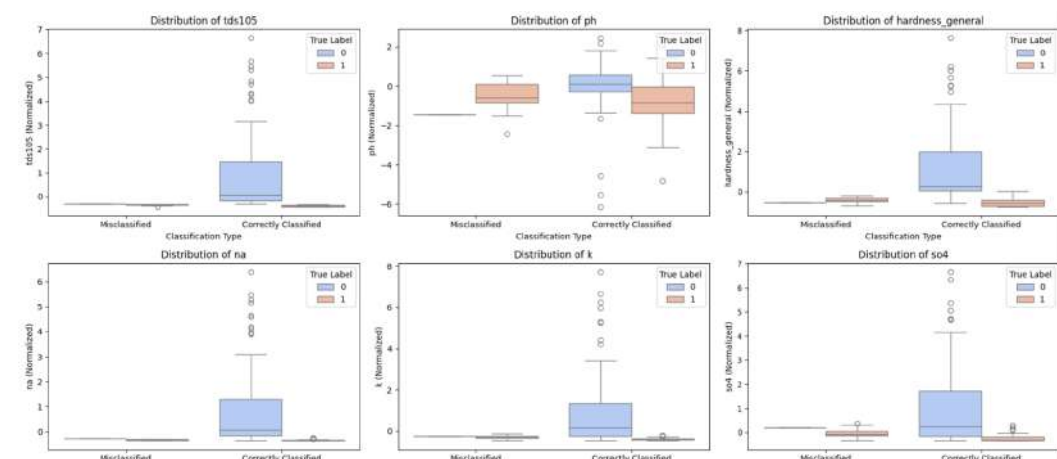 Distribution of tds105
7
6
5
4
3
2
1
0
tds105 (Normalized)
True Label
0
1
Misclassified
Correctly Classified
Classification Type
Distribution of ph
2
0
−2
−4
−6
ph (Normalized)
True Label
0
1
Misclassified
Correctly Classified
Classification Type
Distribution of hardness_general
8
6
4
2
0
hardness_general (Normalized)
True Label
0
1
Misclassified
Correctly Classified
Classification Type
Distribution of na
6
5
4
3
2
1
0
na (Normalized)
True Label
0
1
Misclassified
Correctly Classified
Distribution of k
8
6
4
2
0
k (Normalized)
True Label
0
1
Misclassified
Correctly Classified
Distribution of so4
7
6
5
4
3
2
1
0
so4 (Normalized)
True Label
0
1
Misclassified
Correctly Classified